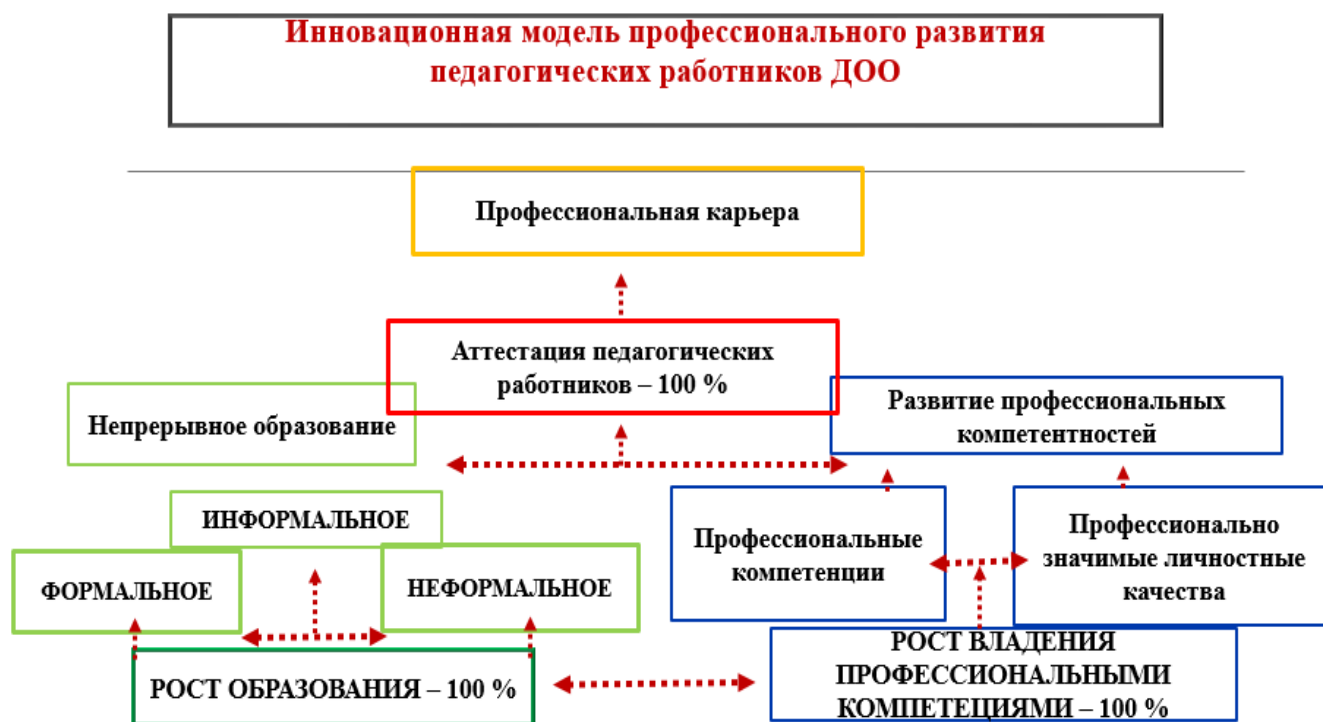 Инновационная модель профессионального развития
педагогических работников ДОО
Профессиональная карьера
Аттестация педагогических
работников – 100 %
Непрерывное образование
Развитие профессиональных
компетентностей
ИНФОРМАЛЬНОЕ
ФОРМАЛЬНОЕ
НЕФОРМАЛЬНОЕ
Профессиональные
компетенции
Профессионально
значимые личностные
качества
РОСТ ОБРАЗОВАНИЯ – 100 %
РОСТ ВЛАДЕНИЯ
ПРОФЕССИОНАЛЬНЫМИ
КОМПЕТЕЦИЯМИ – 100 %